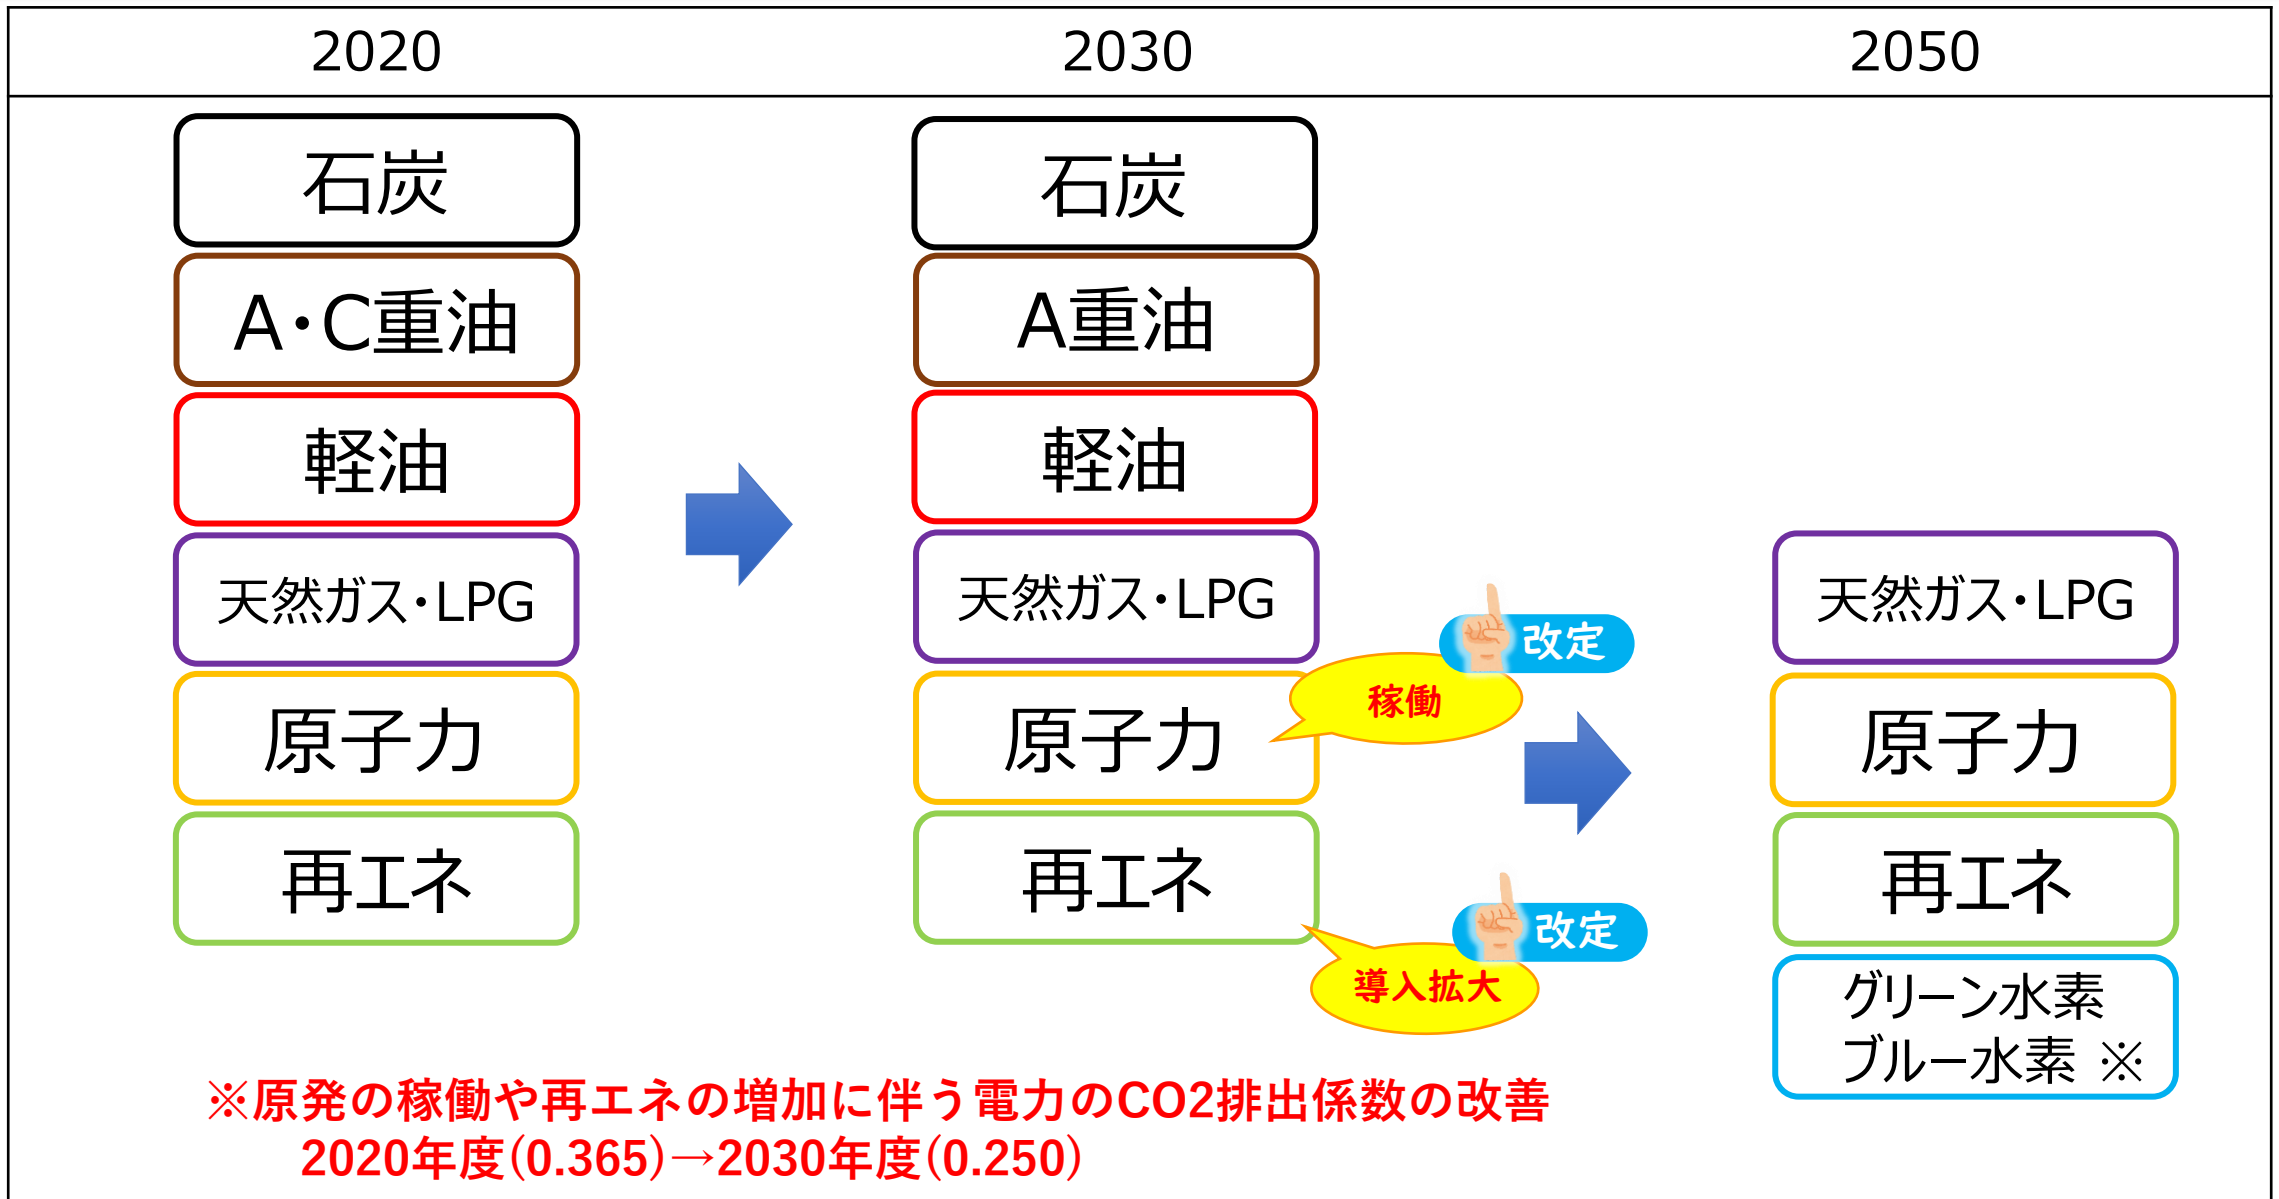 2020
2030
2050
石炭
A・C重油
軽油
天然ガス・LPG
原子力
再エネ
石炭
A重油
軽油
天然ガス・LPG
原子力
再エネ
改定
稼働
改定
導入拡大
天然ガス・LPG
原子力
再エネ
グリーン水素
ブルー水素 ※
※原発の稼働や再エネの増加に伴う電力のCO2排出係数の改善
2020年度(0.365)→2030年度(0.250)